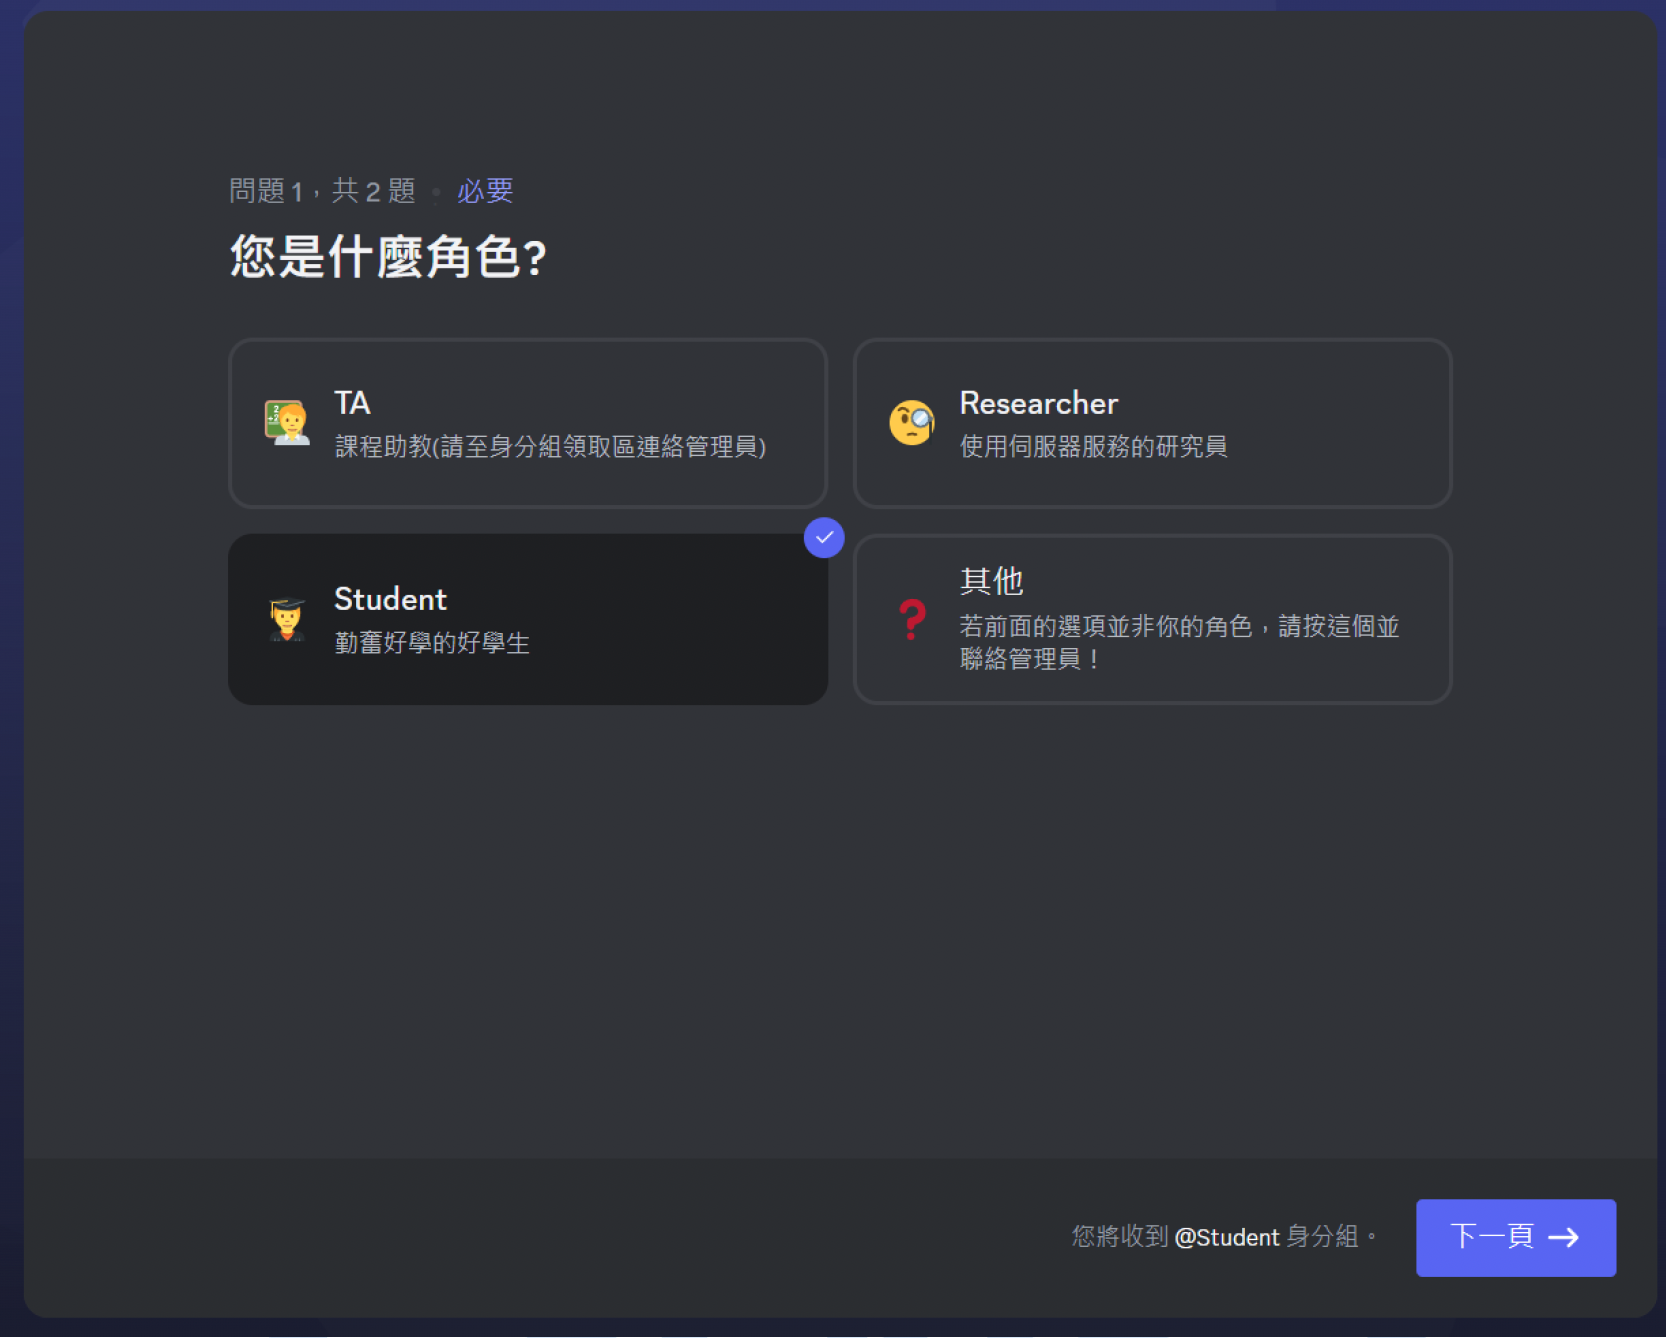 問題 1，共 2 題 • 必要
您是什麼角色?
TA
課程助教(請至身分組領取區連絡管理員)
Researcher
使用伺服器服務的研究員
Student
勤奮好學的好學生
其他
若前面的選項並非你的角色，請按這個並
聯絡管理員！
您將收到 @Student 身分組。
下一頁 →